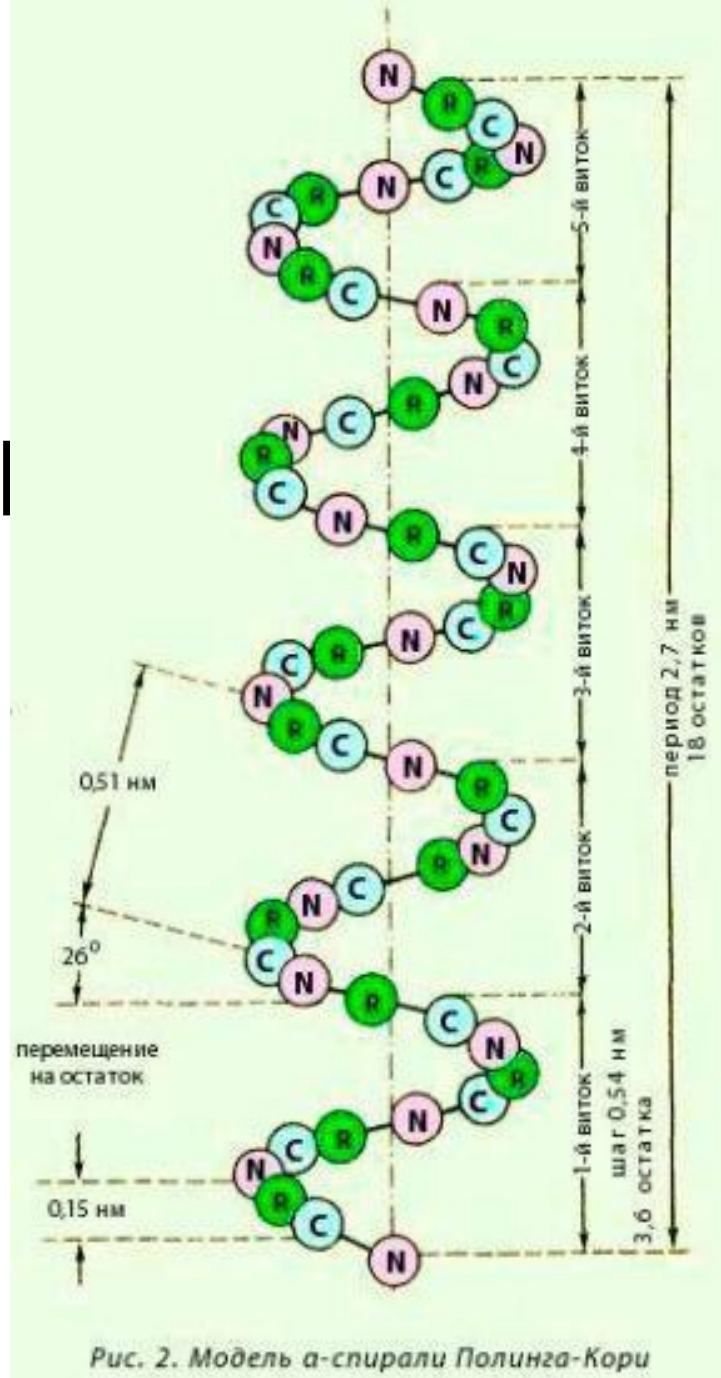 N
R
C
N
R
C
N
R
C
N
R
C
5-й виток
N
R
C
N
R
C
N
R
C
4-й виток
N
R
C
N
R
C
N
R
C
N
R
C
3-й виток
0,51 нм
N
R
C
N
R
C
N
R
C
2-й виток
26°
N
R
C
N
R
C
N
R
C
N
R
C
N
1-й виток
шаг 0,54 нм
3,6 остатка
период 2,7 нм
18 остатков
перемещение
на остаток
0,15 нм
Рис. 2. Модель α-спирали Полинга-Кори